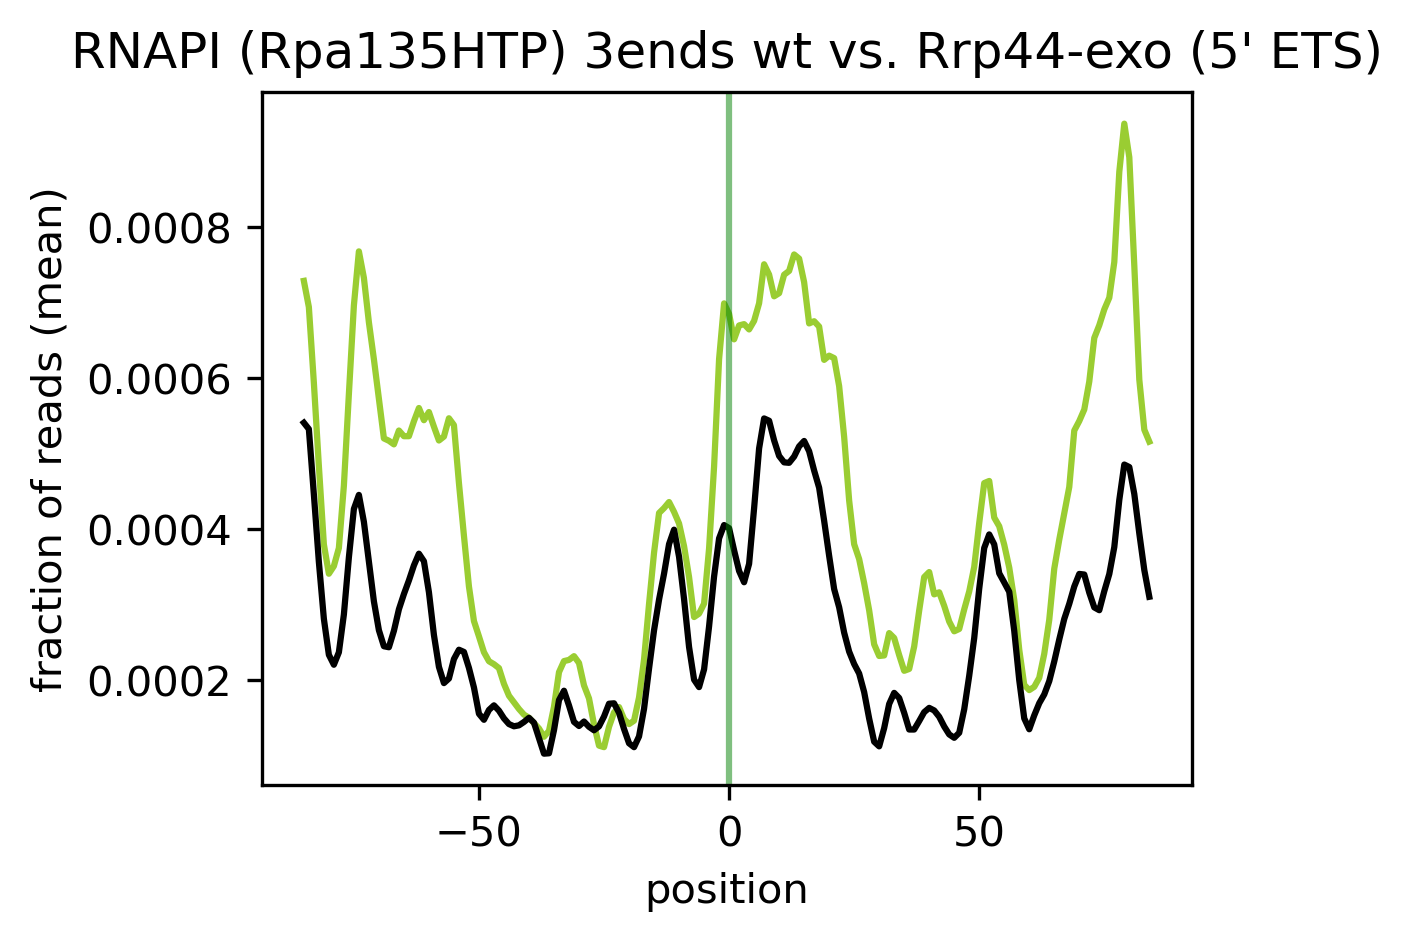 RNAPI (Rpa135HTP) 3ends wt vs. Rrp44-exo (5' ETS)
fraction of reads (mean)
0.0008
0.0006
0.0004
0.0002
−50 0 50
position